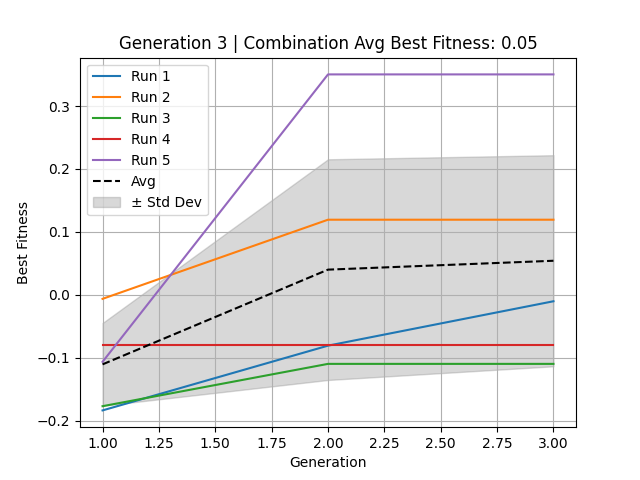 Generation 3 | Combination Avg Best Fitness: 0.05
Run 1
Run 2
Run 3
Run 4
Run 5
Avg
± Std Dev
Best Fitness
0.3
0.2
0.1
0.0
−0.1
−0.2
1.00 1.25 1.50 1.75 2.00 2.25 2.50 2.75 3.00
Generation